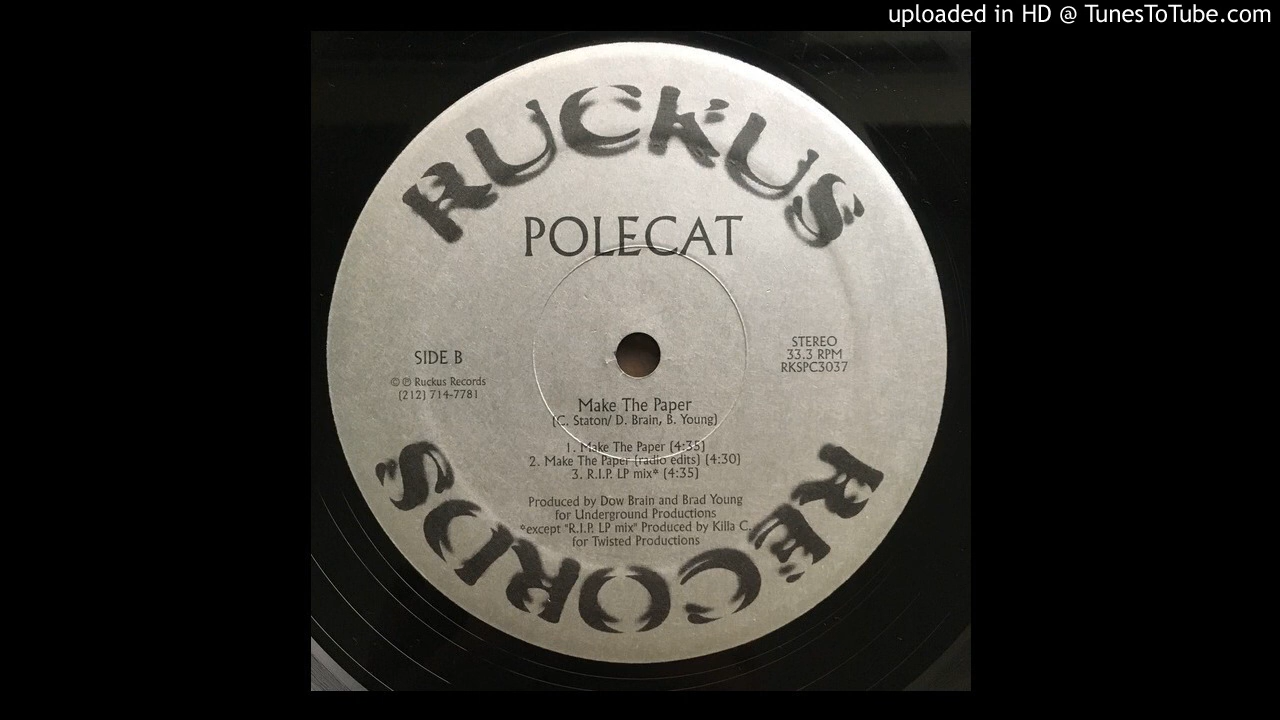 uploaded in HD @ TunesToTube.com
RUCKUS
POLECAT
SIDE B
© ℗ Ruckus Records
(212) 714-7781
STEREO
33.3 RPM
RKSPC3037
Make The Paper
(C. Staton/ D. Brain, B. Young)
1. Make The Paper (4:35)
2. Make The Paper (radio edits) (4:30)
3. R.I.P. LP mix* (4:35)
Produced by Dow Brain and Brad Young
for Underground Productions
*except "R.I.P. LP mix" Produced by Killa C.
for Twisted Productions
RECORDS